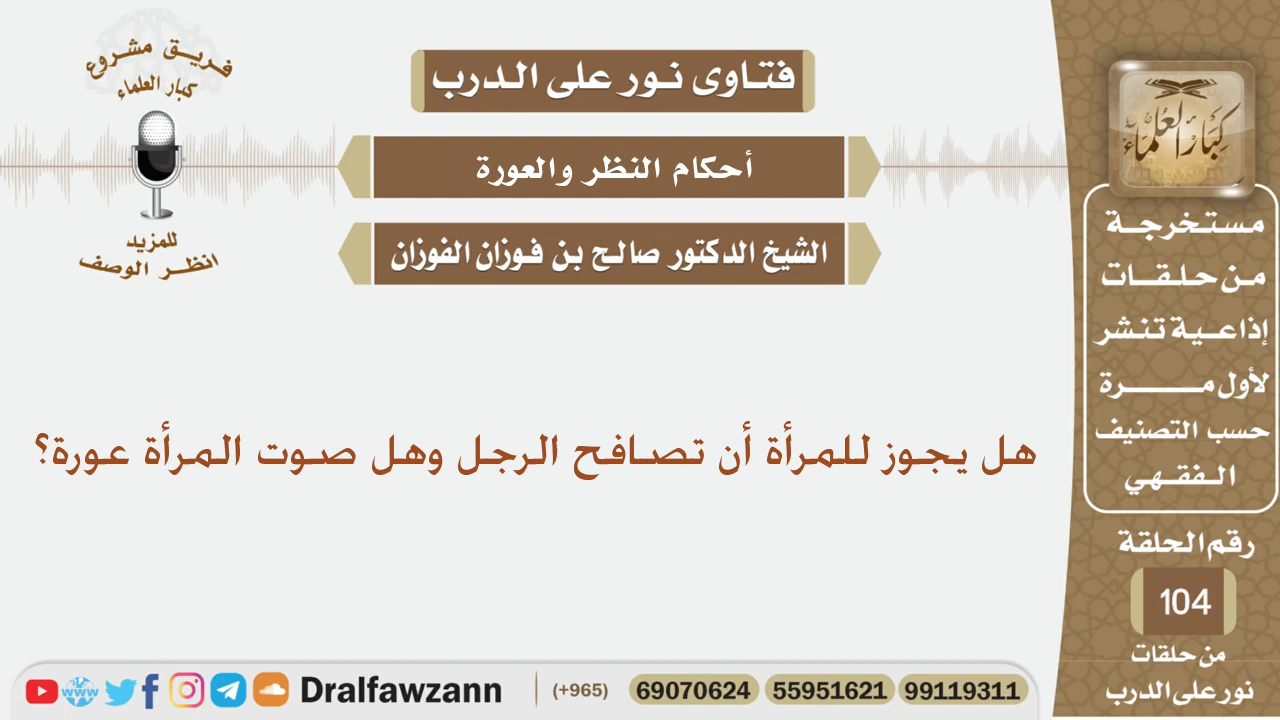 فريق مشروع
كبار العلماء
للمزيد
انظر الوصف
فتاوى نور على الدرب
أحكام النظر والعورة
الشيخ الدكتور صالح بن فوزان الفوزان
هل يجوز للمرأة أن تصافح الرجل وهل صوت المرأة عورة؟
كبار العلماء
مستخرجة
من حلقات
إذاعية تنشر
لأول مرة
حسب التصنيف
الفقهي
رقم الحلقة
104
من حلقات
نور على الدرب
www Dralfawzann (+965) 69070624 55951621 99119311